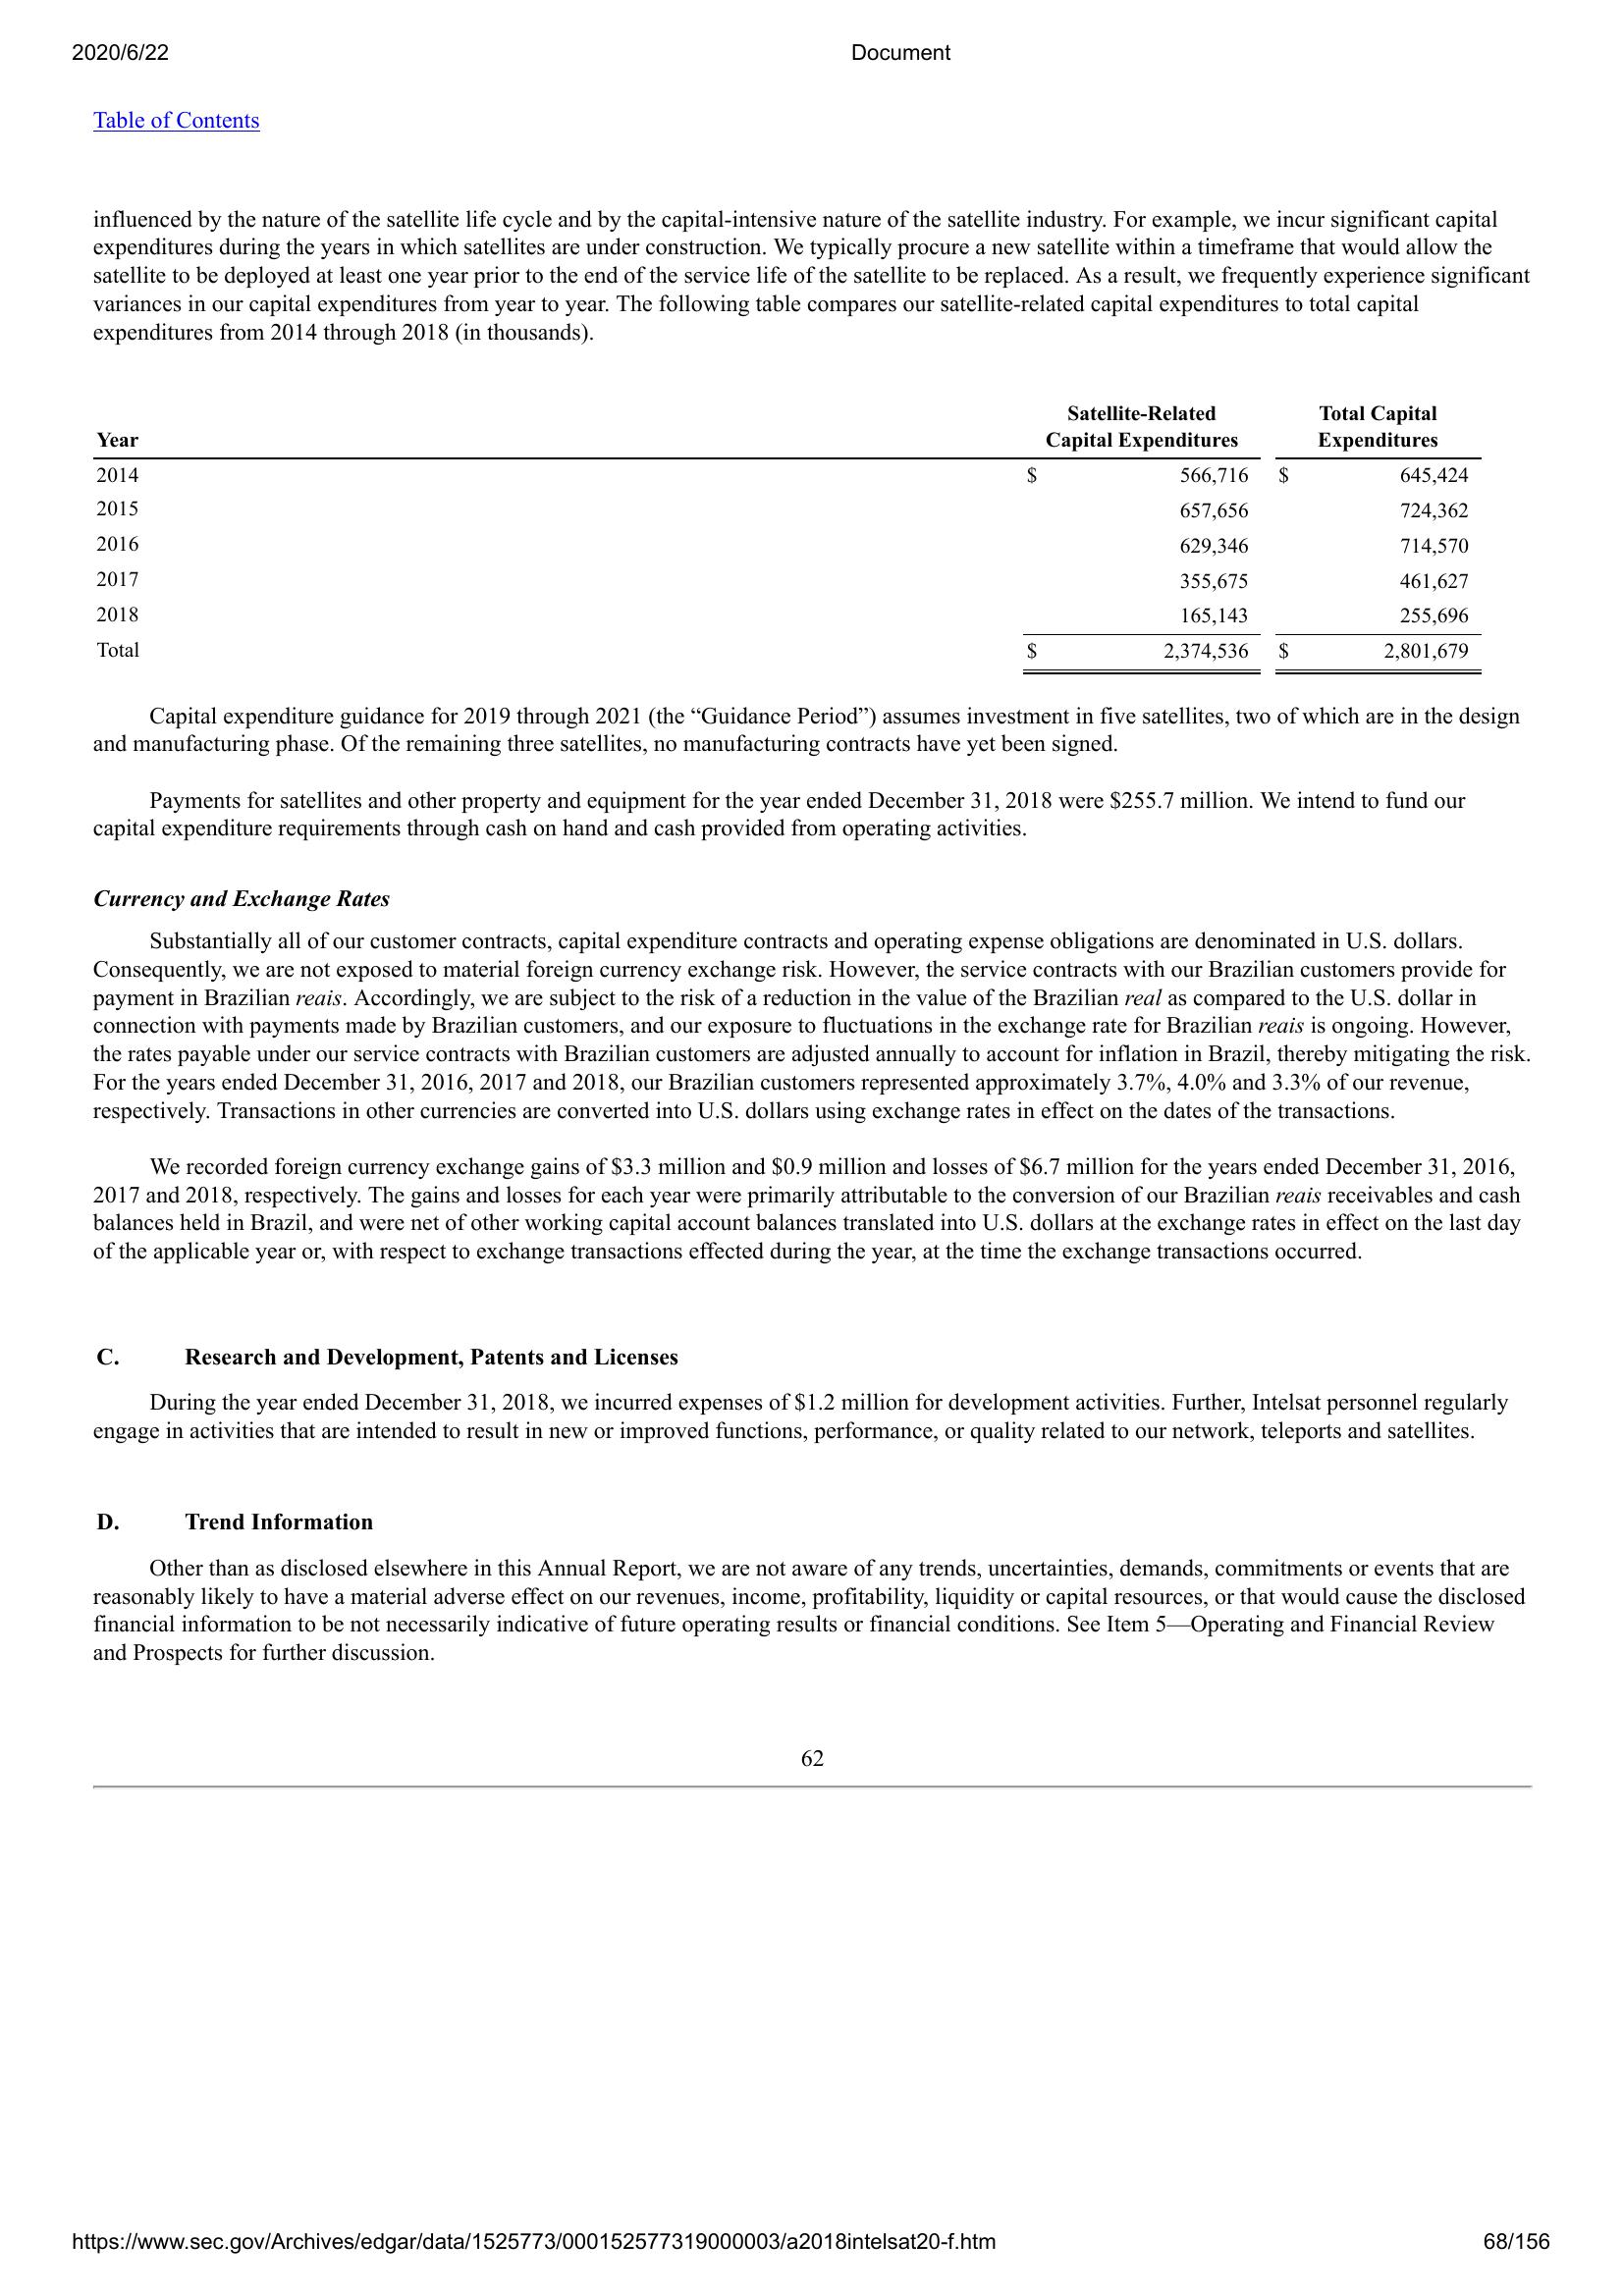 2020/6/22 Document
Table of Contents
influenced by the nature of the satellite life cycle and by the capital-intensive nature of the satellite industry. For example, we incur significant capital
expenditures during the years in which satellites are under construction. We typically procure a new satellite within a timeframe that would allow the
satellite to be deployed at least one year prior to the end of the service life of the satellite to be replaced. As a result, we frequently experience significant
variances in our capital expenditures from year to year. The following table compares our satellite-related capital expenditures to total capital
expenditures from 2014 through 2018 (in thousands).
Satellite-Related Total Capital
Year Capital Expenditures Expenditures
2014 $ 566,716 $ 645,424
2015 657,656 724,362
2016 629,346 714,570
2017 355,675 461,627
2018 165,143 255,696
Total $ 2,374,536 $ 2,801,679
Capital expenditure guidance for 2019 through 2021 (the “Guidance Period”) assumes investment in five satellites, two of which are in the design
and manufacturing phase. Of the remaining three satellites, no manufacturing contracts have yet been signed.
Payments for satellites and other property and equipment for the year ended December 31, 2018 were $255.7 million. We intend to fund our
capital expenditure requirements through cash on hand and cash provided from operating activities.
Currency and Exchange Rates
Substantially all of our customer contracts, capital expenditure contracts and operating expense obligations are denominated in U.S. dollars.
Consequently, we are not exposed to material foreign currency exchange risk. However, the service contracts with our Brazilian customers provide for
payment in Brazilian reais. Accordingly, we are subject to the risk of a reduction in the value of the Brazilian real as compared to the U.S. dollar in
connection with payments made by Brazilian customers, and our exposure to fluctuations in the exchange rate for Brazilian reais is ongoing. However,
the rates payable under our service contracts with Brazilian customers are adjusted annually to account for inflation in Brazil, thereby mitigating the risk.
For the years ended December 31, 2016, 2017 and 2018, our Brazilian customers represented approximately 3.7%, 4.0% and 3.3% of our revenue,
respectively. Transactions in other currencies are converted into U.S. dollars using exchange rates in effect on the dates of the transactions.
We recorded foreign currency exchange gains of $3.3 million and $0.9 million and losses of $6.7 million for the years ended December 31, 2016,
2017 and 2018, respectively. The gains and losses for each year were primarily attributable to the conversion of our Brazilian reais receivables and cash
balances held in Brazil, and were net of other working capital account balances translated into U.S. dollars at the exchange rates in effect on the last day
of the applicable year or, with respect to exchange transactions effected during the year, at the time the exchange transactions occurred.
C. Research and Development, Patents and Licenses
During the year ended December 31, 2018, we incurred expenses of $1.2 million for development activities. Further, Intelsat personnel regularly
engage in activities that are intended to result in new or improved functions, performance, or quality related to our network, teleports and satellites.
D. Trend Information
Other than as disclosed elsewhere in this Annual Report, we are not aware of any trends, uncertainties, demands, commitments or events that are
reasonably likely to have a material adverse effect on our revenues, income, profitability, liquidity or capital resources, or that would cause the disclosed
financial information to be not necessarily indicative of future operating results or financial conditions. See Item 5—Operating and Financial Review
and Prospects for further discussion.
62
https://www.sec.gov/Archives/edgar/data/1525773/000152577319000003/a2018intelsat20-f.htm 68/156